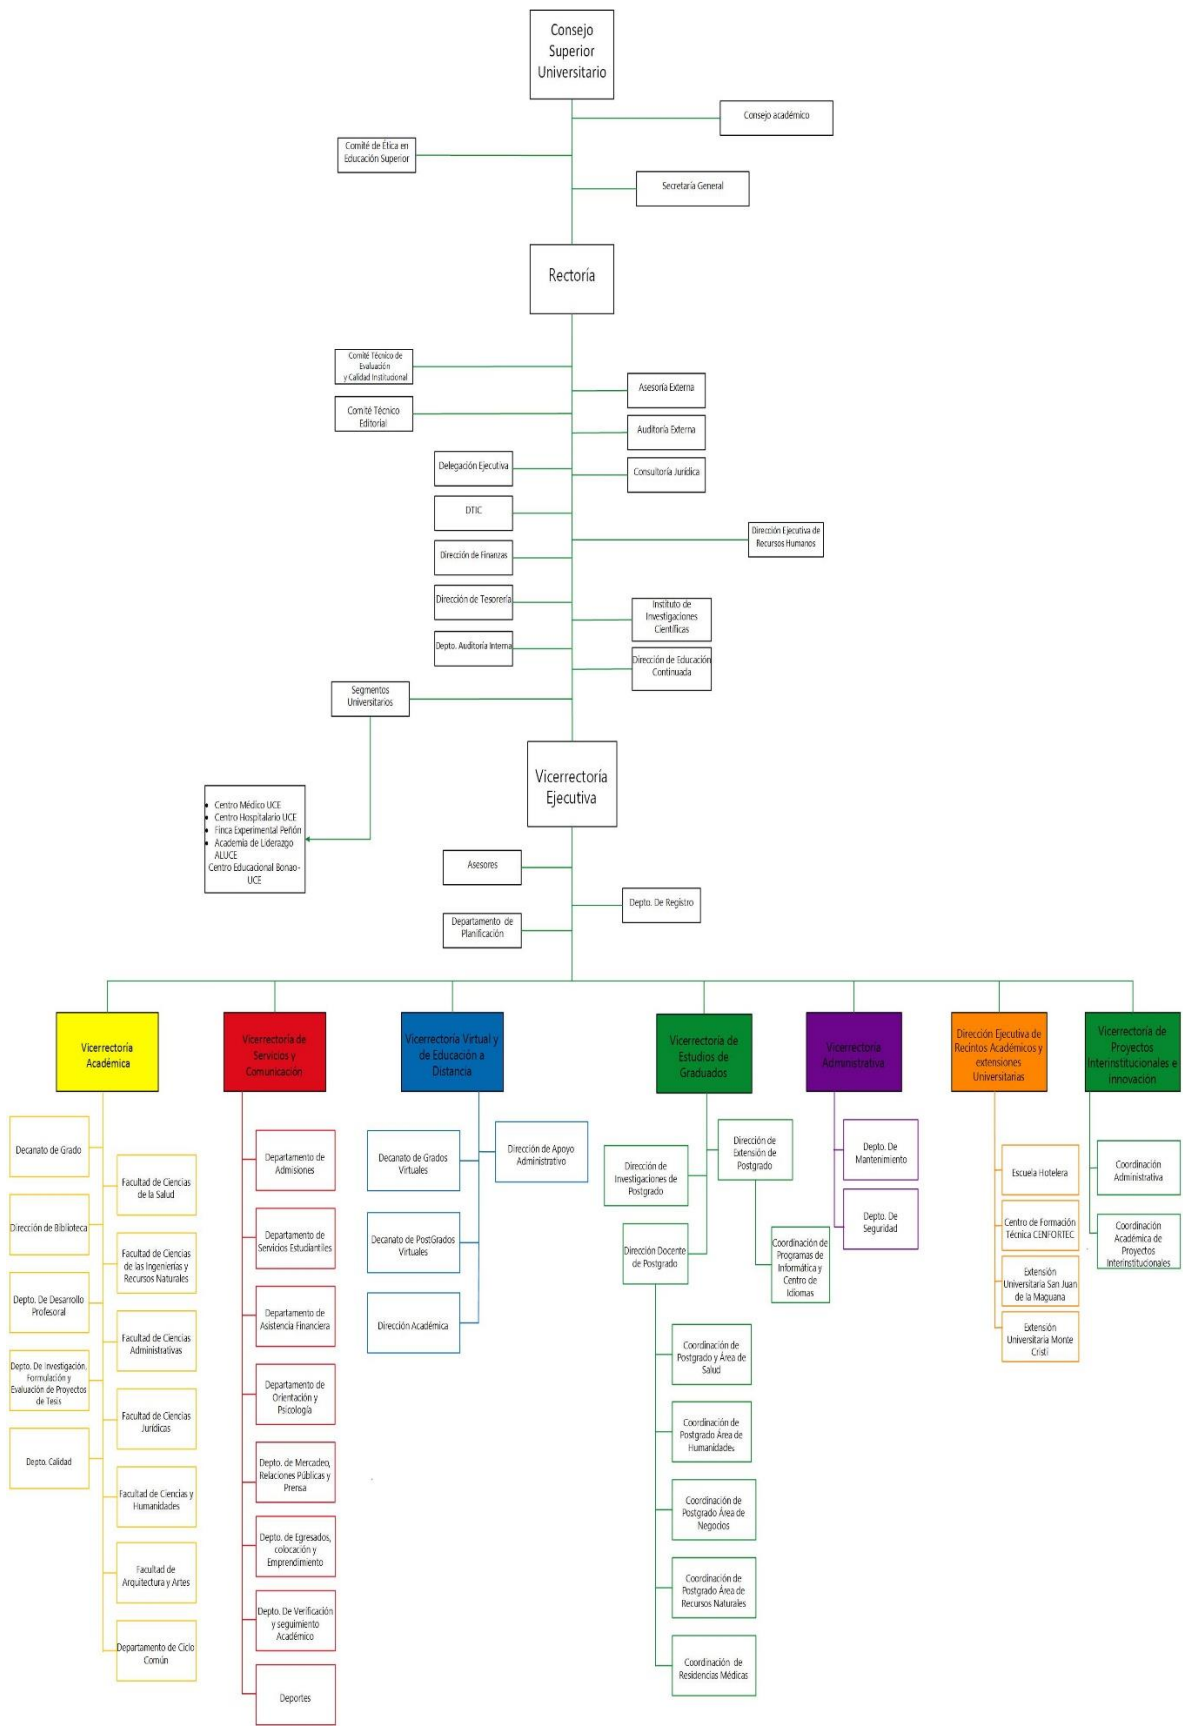 Consejo
Superior
Universitario
Consejo académico
Comité de Ética en
Educación Superior
Secretaría General
Rectoría
Comité Técnico de
Evaluación
y Calidad Institucional
Asesoría Externa
Comité Técnico
Editorial
Auditoría Externa
Delegación Ejecutiva
Consultoría Jurídica
DTIC
Dirección Ejecutiva de
Recursos Humanos
Dirección de Finanzas
Dirección de Tesorería
Instituto de
Investigaciones
Científicas
Depto. Auditoría Interna
Dirección de Educación
Continuada
Segmentos
Universitarios
Vicerrectoría
Ejecutiva
• Centro Médico UCE
• Centro Hospitalario UCE
• Finca Experimental Peñón
• Academia de Liderazgo
ALUCE
Centro Educacional Bonao-
UCE
Asesores
Depto. De Registro
Departamento de
Planificación
Vicerrectoría
Académica
Vicerrectoría de
Servicios y
Comunicación
Vicerrectoría Virtual y
de Educación a
Distancia
Vicerrectoría de
Estudios de
Graduados
Vicerrectoría
Administrativa
Dirección Ejecutiva de
Recintos Académicos y
extensiones
Universitarias
Vicerrectoría de
Proyectos
Interinstitucionales e
innovación
Decanato de Grado
Facultad de Ciencias
de la Salud
Dirección de Biblioteca
Facultad de Ciencias
de las Ingenierías y
Recursos Naturales
Depto. De Desarrollo
Profesoral
Facultad de Ciencias
Administrativas
Depto. De Investigación,
Formulación y
Evaluación de Proyectos
de Tesis
Facultad de Ciencias
Jurídicas
Depto. Calidad
Facultad de Ciencias y
Humanidades
Facultad de
Arquitectura y Artes
Departamento de Ciclo
Común
Departamento de
Admisiones
Departamento de
Servicios Estudiantiles
Departamento de
Asistencia Financiera
Departamento de
Orientación y
Psicología
Depto. de Mercadeo,
Relaciones Públicas y
Prensa
Depto. de Egresados,
colocación y
Emprendimiento
Depto. De Verificación
y seguimiento
Académico
Deportes
Decanato de Grados
Virtuales
Dirección de Apoyo
Administrativo
Decanato de PostGrados
Virtuales
Dirección Académica
Dirección de
Extensión de
Postgrado
Dirección de
Investigaciones de
Postgrado
Dirección Docente
de Postgrado
Coordinación de
Programas de
Informática y
Centro de
Idiomas
Coordinación de
Postgrado y Área de
Salud
Coordinación de
Postgrado Área de
Humanidades
Coordinación de
Postgrado Área de
Negocios
Coordinación de
Postgrado Área de
Recursos Naturales
Coordinación de
Residencias Médicas
Depto. De
Mantenimiento
Depto. De
Seguridad
Escuela Hotelera
Centro de Formación
Técnica CENFORTEC
Extensión
Universitaria San Juan
de la Maguana
Extensión
Universitaria Monte
Cristi
Coordinación
Administrativa
Coordinación
Académica de
Proyectos
Interinstitucionales